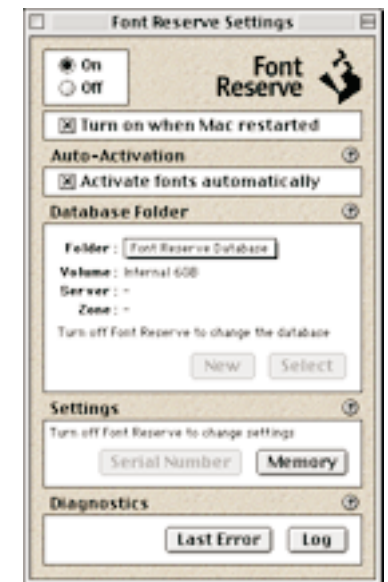 Font Reserve Settings
On
Off
Font
Reserve
Turn on when Mac restarted
Auto-Activation ?
Activate fonts automatically
Database Folder ?
Folder : Font Reserve Database
Volume : Internal 6GB
Server : -
Zone : -
Turn off Font Reserve to change the database
New Select
Settings ?
Turn off Font Reserve to change settings
Serial Number Memory
Diagnostics ?
Last Error Log